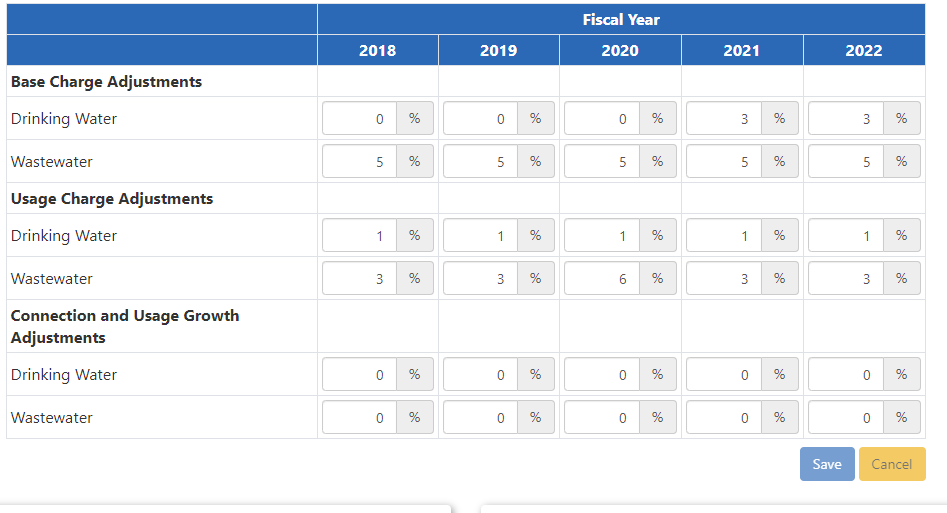 Fiscal Year
2018 2019 2020 2021 2022
Base Charge Adjustments
Drinking Water 0 % 0 % 0 % 3 % 3 %
Wastewater 5 % 5 % 5 % 5 % 5 %
Usage Charge Adjustments
Drinking Water 1 % 1 % 1 % 1 % 1 %
Wastewater 3 % 3 % 6 % 3 % 3 %
Connection and Usage Growth
Adjustments
Drinking Water 0 % 0 % 0 % 0 % 0 %
Wastewater 0 % 0 % 0 % 0 % 0 %
Save Cancel